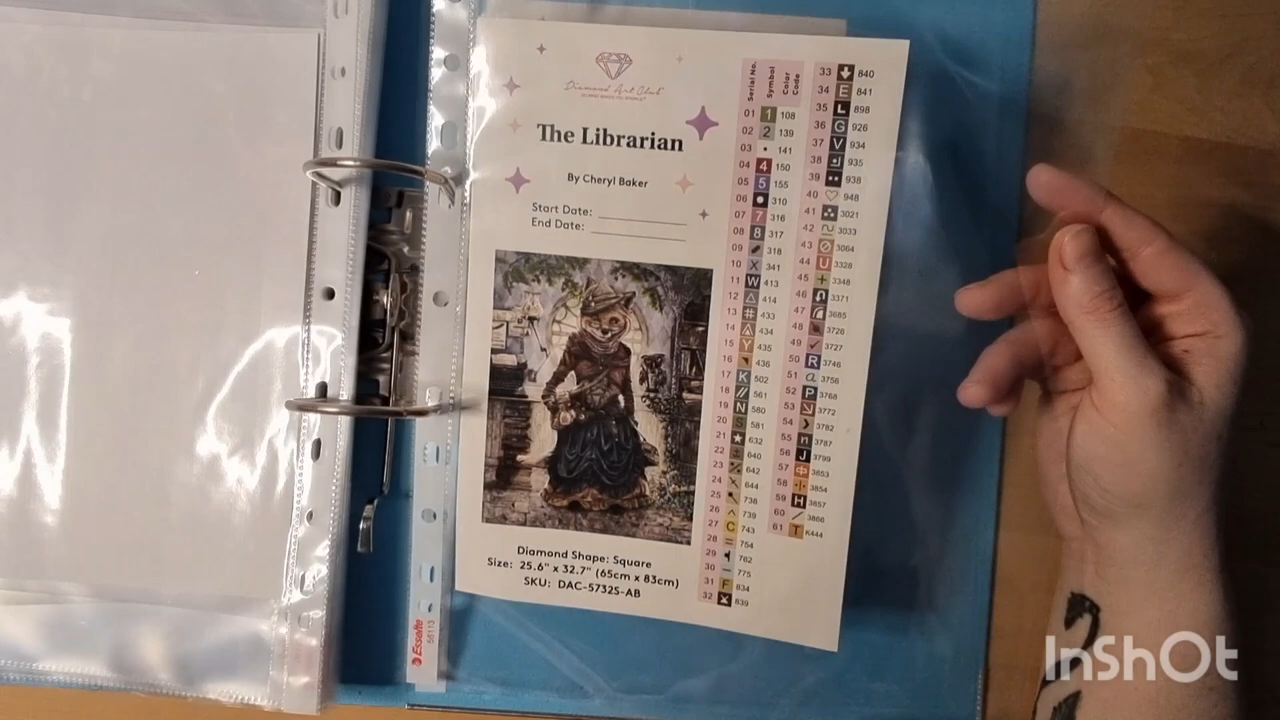 Diamond Art Club
The Librarian
By Cheryl Baker
Start Date:
End Date:
Diamond Shape: Square
Size: 25.6" x 32.7" (65cm x 83cm)
SKU: DAC-5732S-AB
Serial No. Symbol Color Code
01 1 108
02 2 139
03 141
04 4 150
05 5 155
06 310
07 7 316
08 8 317
09 318
10 X 341
11 W 413
12 △ 414
13 # 433
14 434
15 Y 435
16 436
17 K 502
18 // 561
19 N 580
20 S 581
21 ★ 632
22 640
23 642
24 644
25 738
26 ^ 739
27 C 743
28 = 754
29 762
30 – 775
31 F 834
32 839
33 840
34 E 841
35 L 898
36 G 926
37 V 934
38 935
39 938
40 ♡ 948
41 3021
42 3033
43 3064
44 U 3328
45 + 3348
46 3371
47 3685
48 3726
49 ✓ 3727
50 R 3746
51 a 3756
52 P 3768
53 3772
54 3782
55 n 3787
56 J 3799
57 3853
58 3854
59 H 3857
60 / 3866
61 T K444
Esselte
56113
InShOt